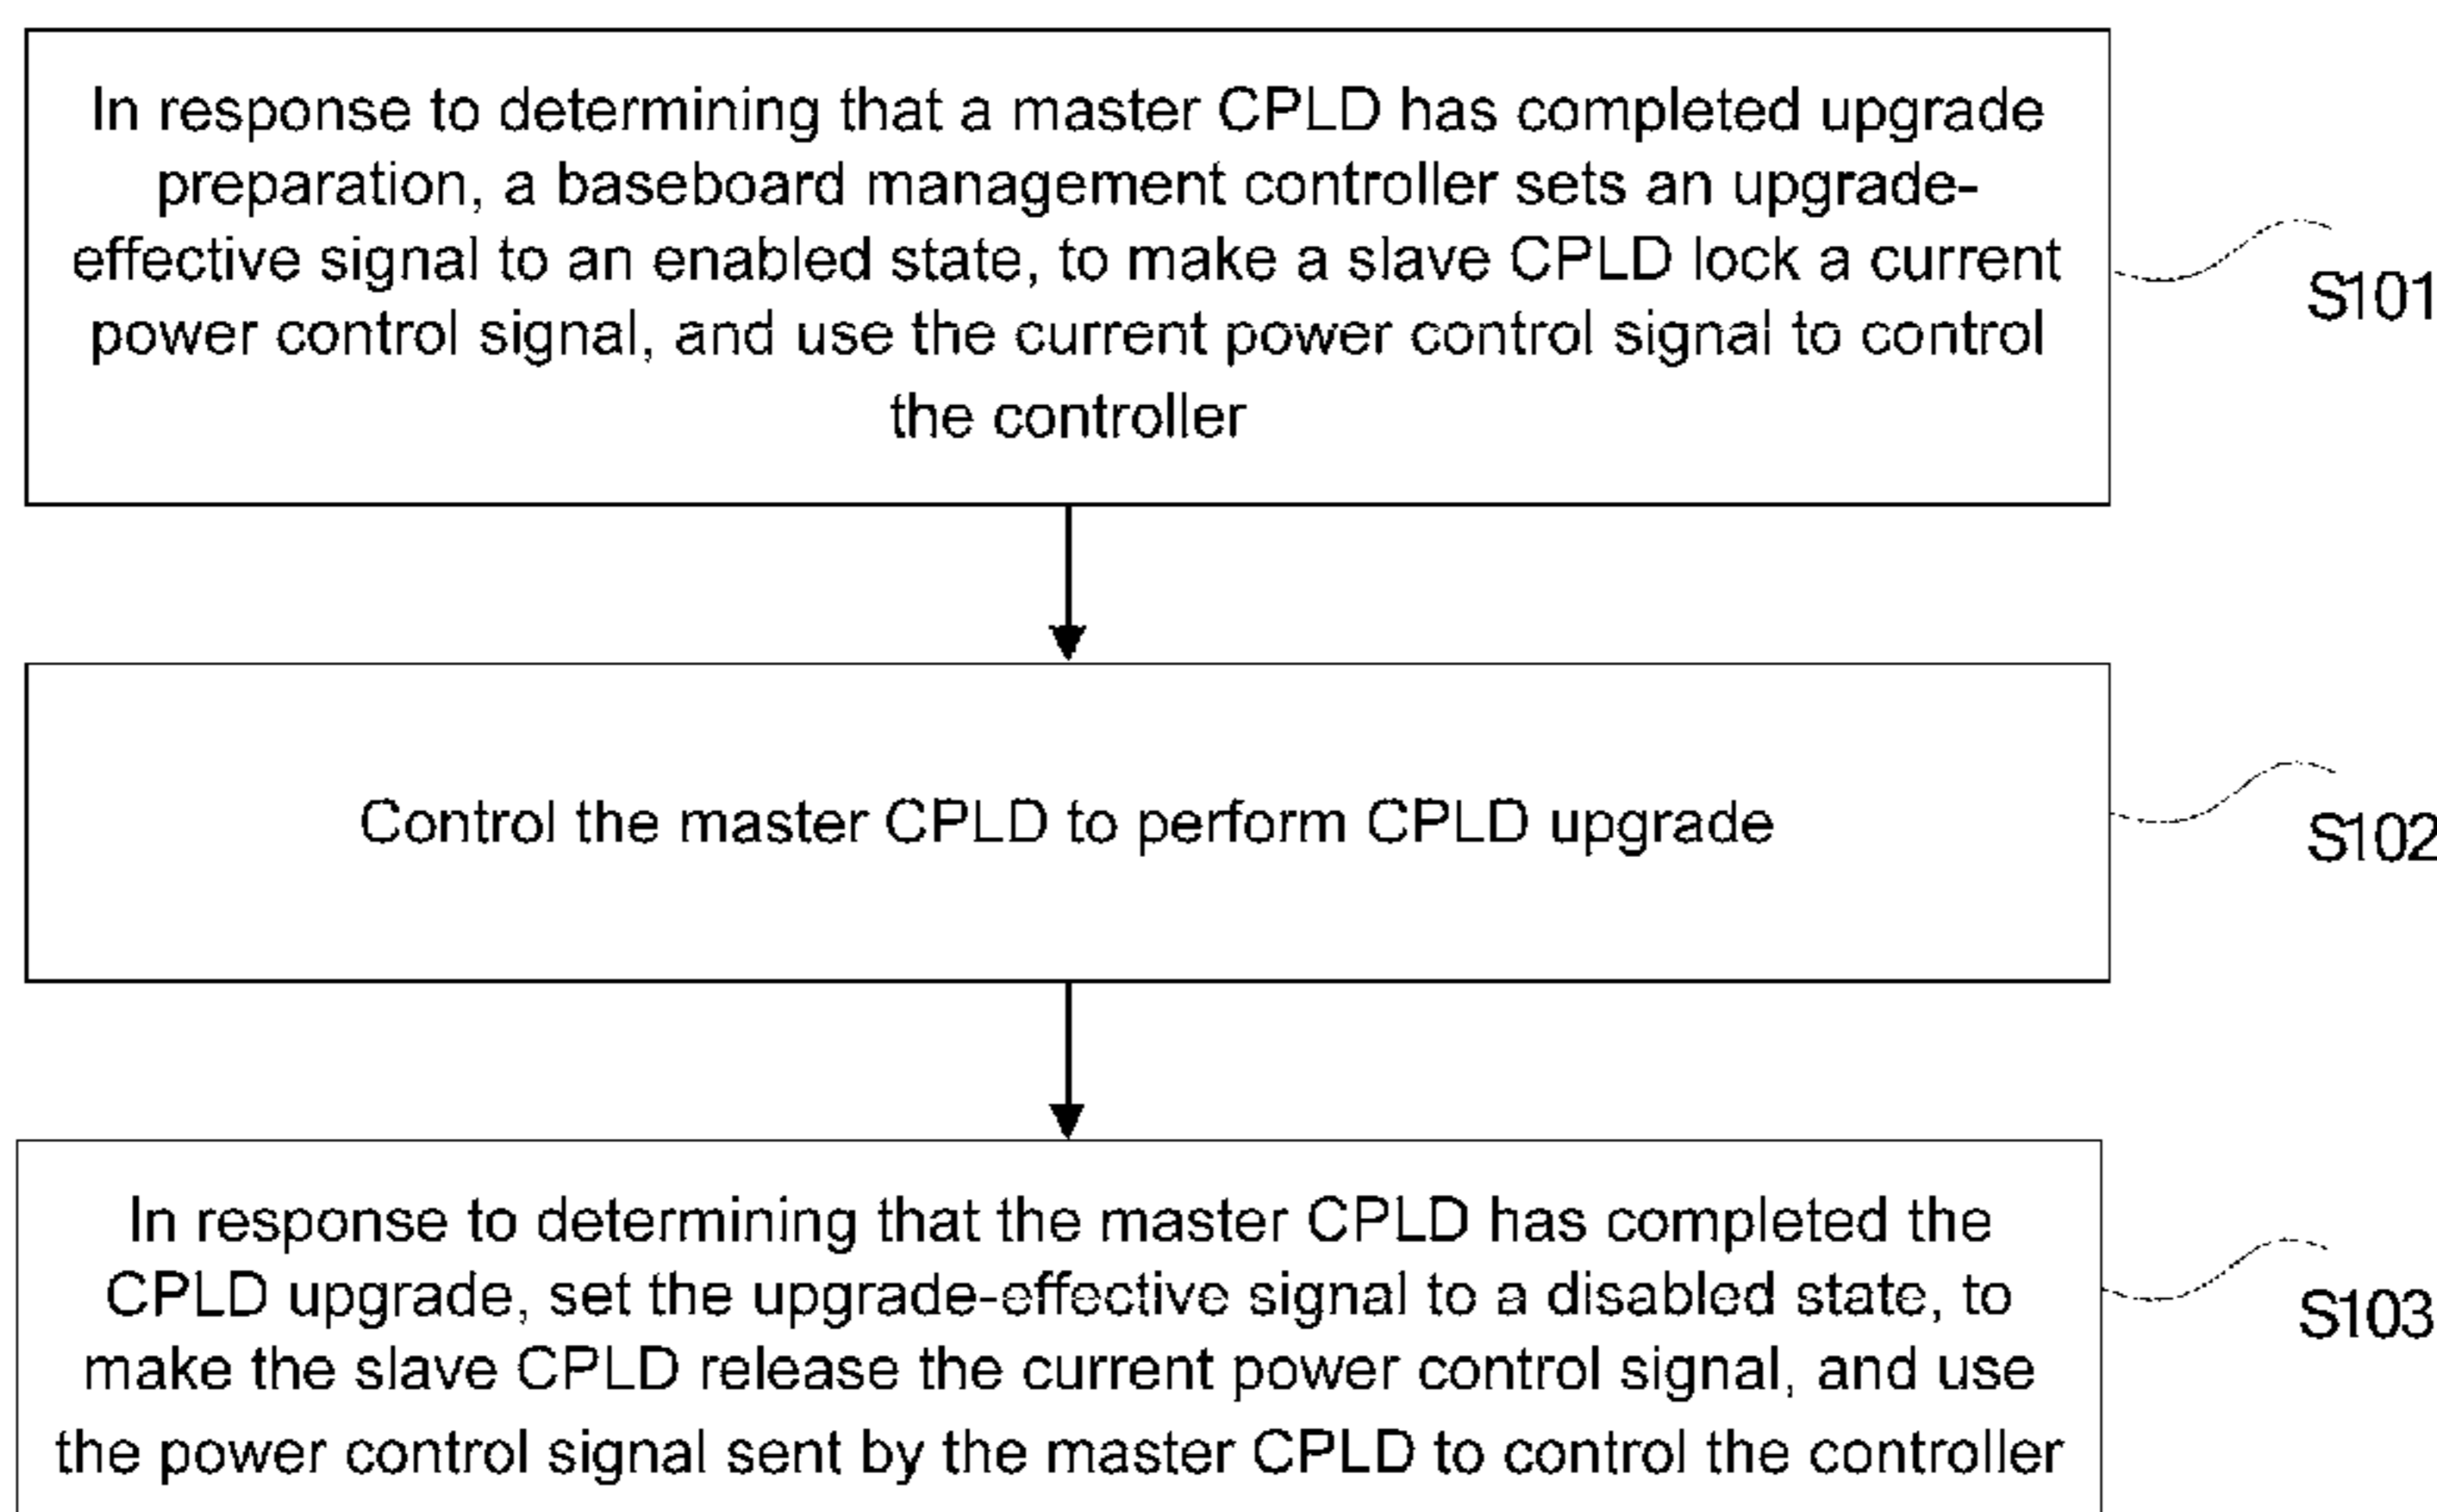 In response to determining that a master CPLD has completed upgrade
preparation, a baseboard management controller sets an upgrade-
effective signal to an enabled state, to make a slave CPLD lock a current
power control signal, and use the current power control signal to control
the controller
S101
Control the master CPLD to perform CPLD upgrade
S102
In response to determining that the master CPLD has completed the
CPLD upgrade, set the upgrade-effective signal to a disabled state, to
make the slave CPLD release the current power control signal, and use
the power control signal sent by the master CPLD to control the controller
S103